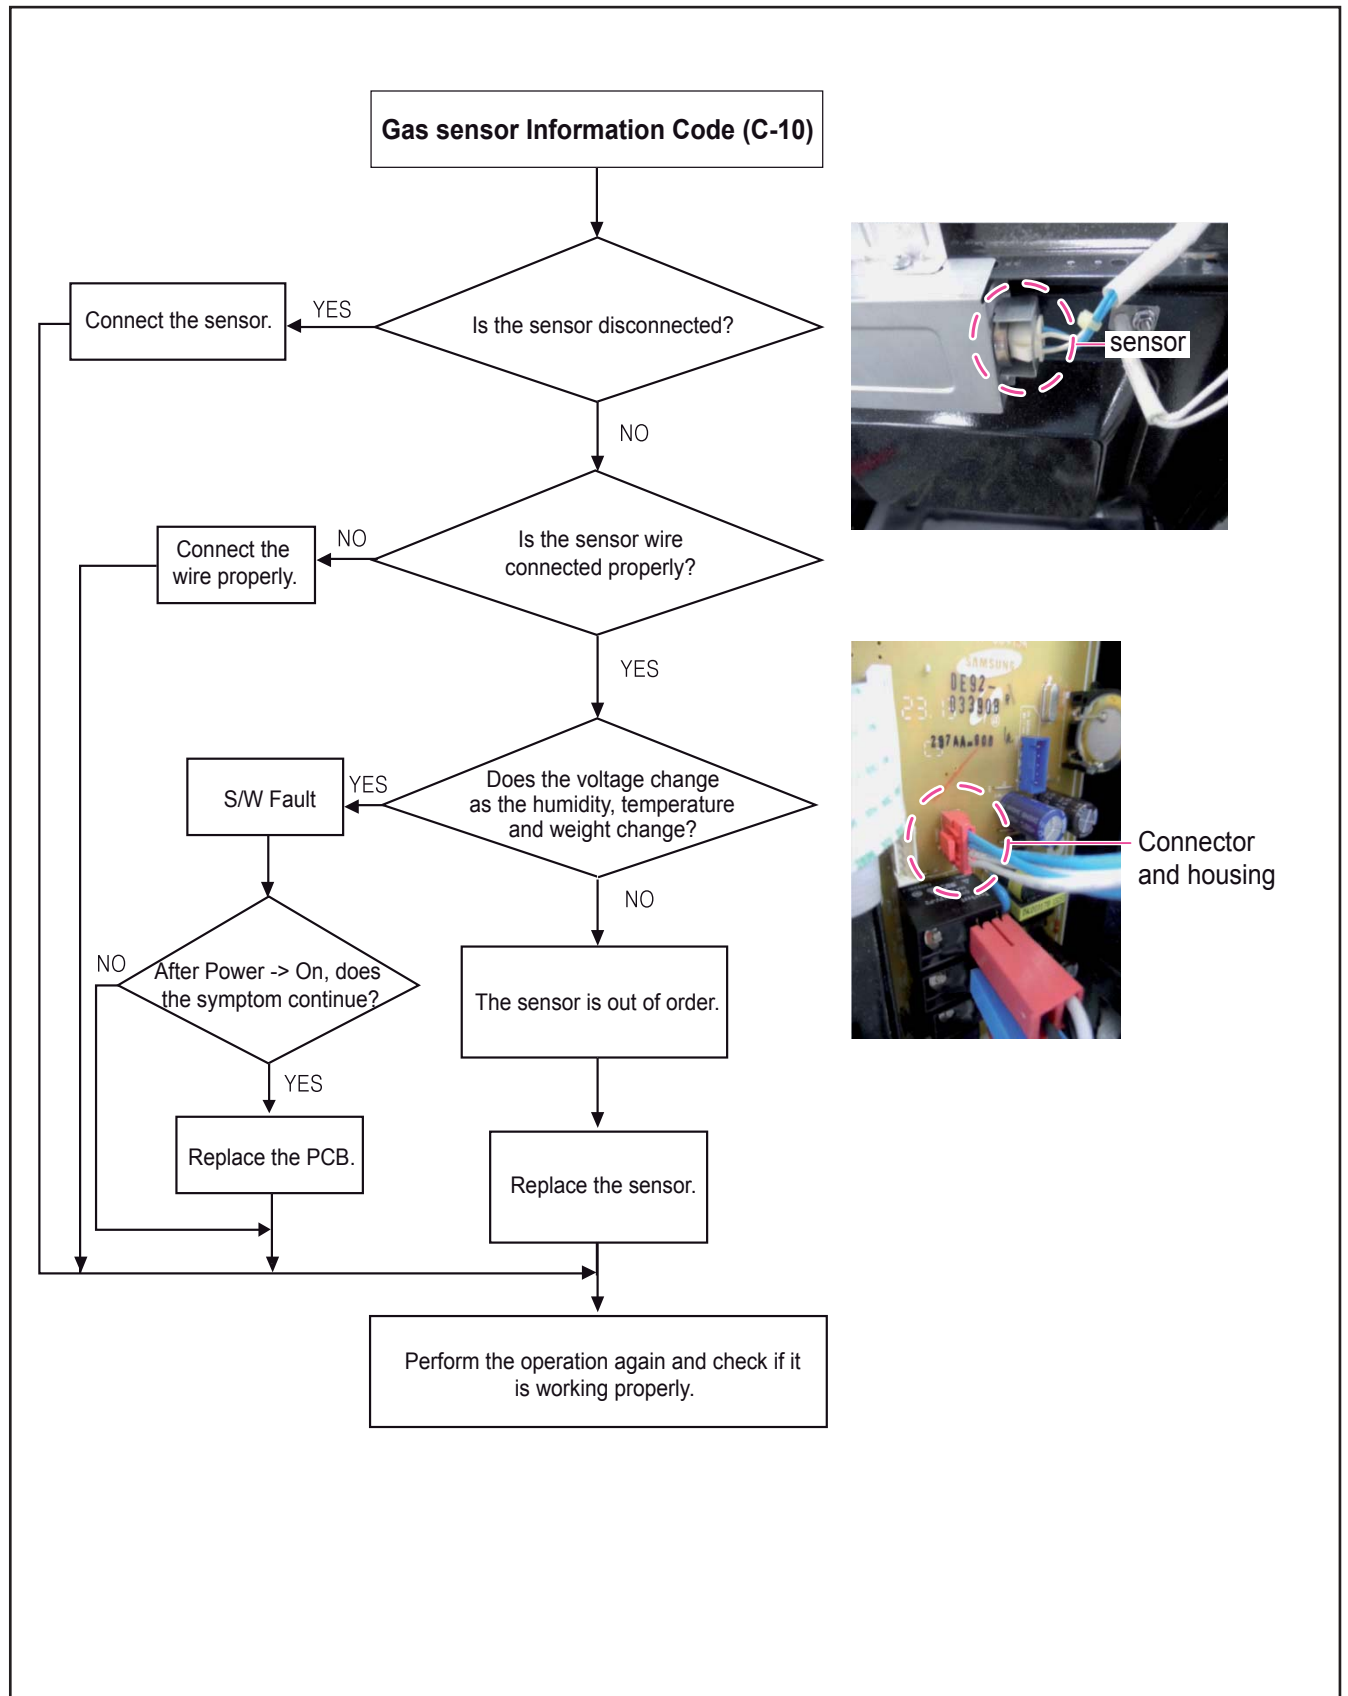 Gas sensor Information Code (C-10)
Is the sensor disconnected?
YES
Connect the sensor.
NO
sensor
Is the sensor wire
connected properly?
NO
Connect the
wire properly.
YES
Does the voltage change
as the humidity, temperature
and weight change?
YES
S/W Fault
NO
SAMSUNG
DE92-
Connector
and housing
After Power -> On, does
the symptom continue?
NO
The sensor is out of order.
YES
Replace the PCB.
Replace the sensor.
Perform the operation again and check if it
is working properly.